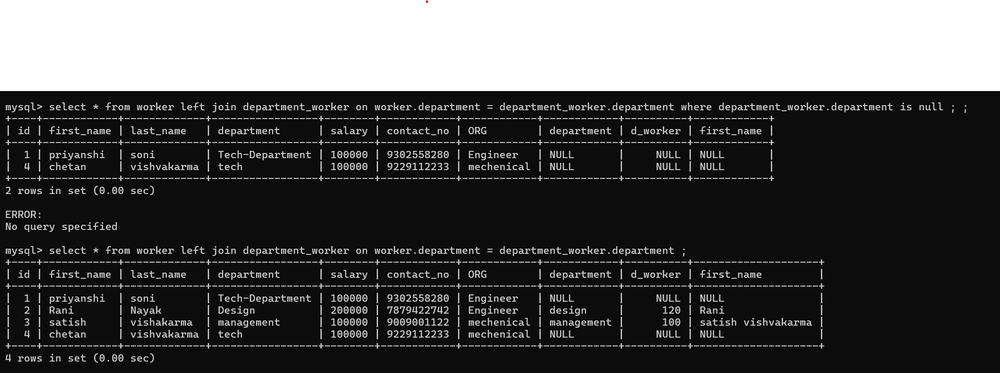 mysql> select * from worker left join department_worker on worker.department = department_worker.department where department_worker.department is null ; ;
+----+------------+-------------+-----------------+--------+------------+------------+------------+----------+------------+
| id | first_name | last_name   | department      | salary | contact_no | ORG        | department | d_worker | first_name |
+----+------------+-------------+-----------------+--------+------------+------------+------------+----------+------------+
|  1 | priyanshi  | soni        | Tech-Department | 100000 | 9302558280 | Engineer   | NULL       |     NULL | NULL       |
|  4 | chetan     | vishvakarma | tech            | 100000 | 9229112233 | mechenical | NULL       |     NULL | NULL       |
+----+------------+-------------+-----------------+--------+------------+------------+------------+----------+------------+
2 rows in set (0.00 sec)
ERROR:
No query specified
mysql> select * from worker left join department_worker on worker.department = department_worker.department ;
+----+------------+-------------+-----------------+--------+------------+------------+------------+----------+--------------------+
| id | first_name | last_name   | department      | salary | contact_no | ORG        | department | d_worker | first_name         |
+----+------------+-------------+-----------------+--------+------------+------------+------------+----------+--------------------+
|  1 | priyanshi  | soni        | Tech-Department | 100000 | 9302558280 | Engineer   | NULL       |     NULL | NULL               |
|  2 | Rani       | Nayak       | Design          | 200000 | 7879422742 | Engineer   | design     |      120 | Rani               |
|  3 | satish     | vishakarma  | management      | 100000 | 9009001122 | mechenical | management |      100 | satish vishvakarma |
|  4 | chetan     | vishvakarma | tech            | 100000 | 9229112233 | mechenical | NULL       |     NULL | NULL               |
+----+------------+-------------+-----------------+--------+------------+------------+------------+----------+--------------------+
4 rows in set (0.00 sec)